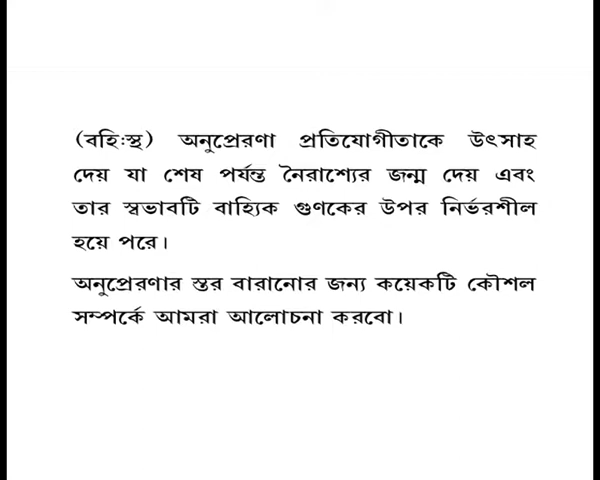 (বহিঃস্থ) অনুপ্রেরণা প্রতিযোগীতাকে উৎসাহ
দেয় যা শেষ পর্যন্ত নৈরাশ্যের জন্ম দেয় এবং
তার স্বভাবটি বাহ্যিক গুণকের উপর নির্ভরশীল
হয়ে পরে।
অনুপ্রেরণার স্তর বারানোর জন্য কয়েকটি কৌশল
সম্পর্কে আমরা আলোচনা করবো।